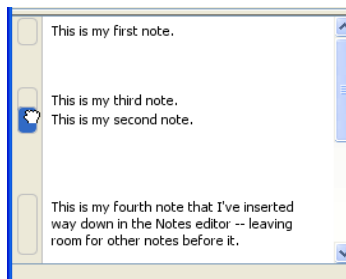 This is my first note.
This is my third note.
This is my second note.
This is my fourth note that I've inserted
way down in the Notes editor -- leaving
room for other notes before it.